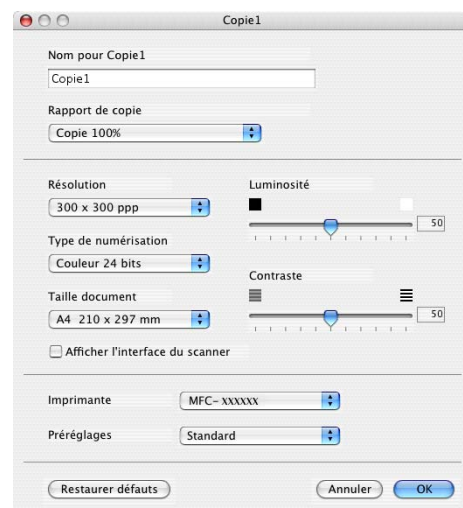 Copie1
Nom pour Copie1
Copie1
Rapport de copie
Copie 100%
Résolution
300 x 300 ppp
Type de numérisation
Couleur 24 bits
Taille document
A4 210 x 297 mm
Luminosité
50
Contraste
50
Afficher l'interface du scanner
Imprimante
MFC- xxxxxx
Préréglages
Standard
Restaurer défauts
Annuler
OK